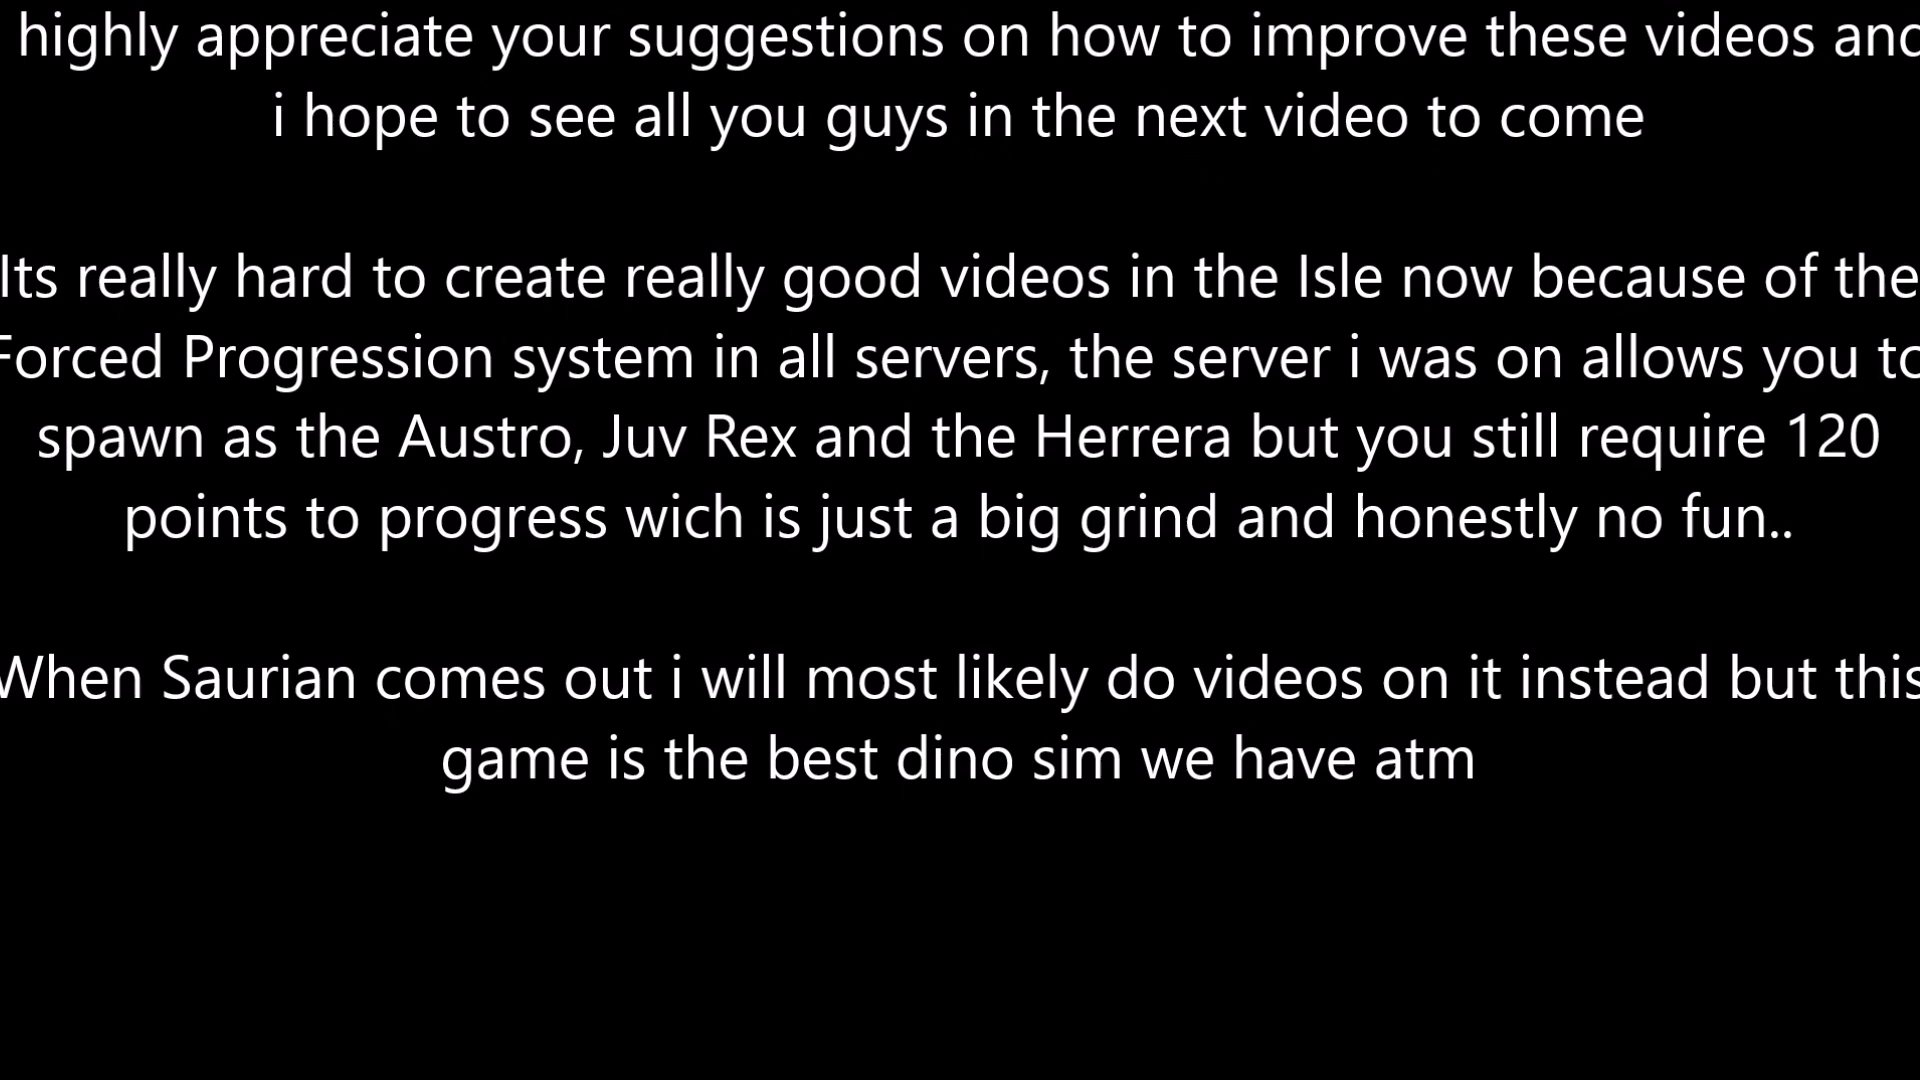 highly appreciate your suggestions on how to improve these videos and
i hope to see all you guys in the next video to come
Its really hard to create really good videos in the Isle now because of the
Forced Progression system in all servers, the server i was on allows you to
spawn as the Austro, Juv Rex and the Herrera but you still require 120
points to progress wich is just a big grind and honestly no fun..
When Saurian comes out i will most likely do videos on it instead but this
game is the best dino sim we have atm